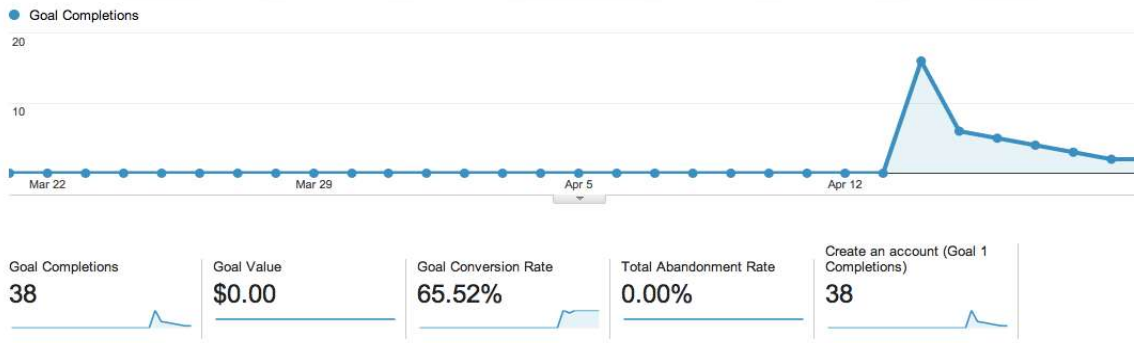 Goal Completions
20
10
Mar 22 Mar 29 Apr 5 Apr 12
Goal Completions
38
Goal Value
$0.00
Goal Conversion Rate
65.52%
Total Abandonment Rate
0.00%
Create an account (Goal 1
Completions)
38